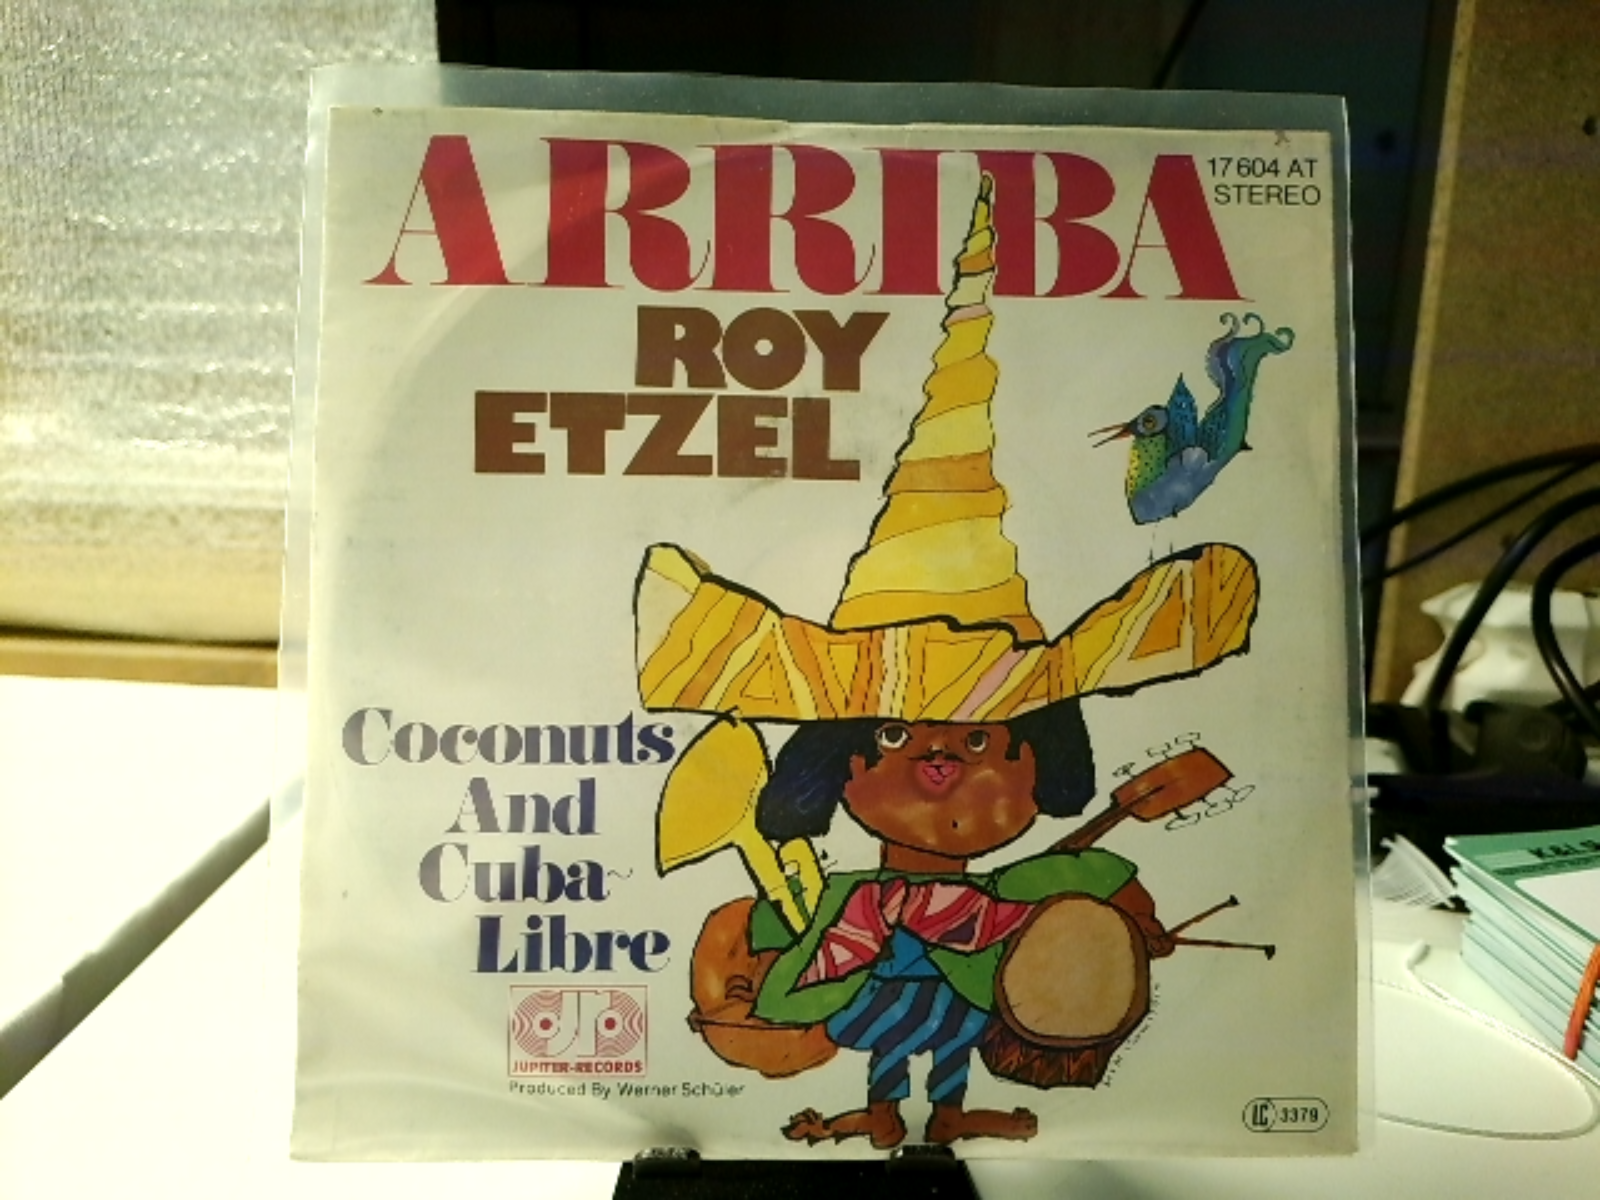 ARRIBA
17 604 AT
STEREO
ROY
ETZEL
Coconuts
And
Cuba~
Libre
JR
JUPITER-RECORDS
Produced By Werner Schüler
LC 3379